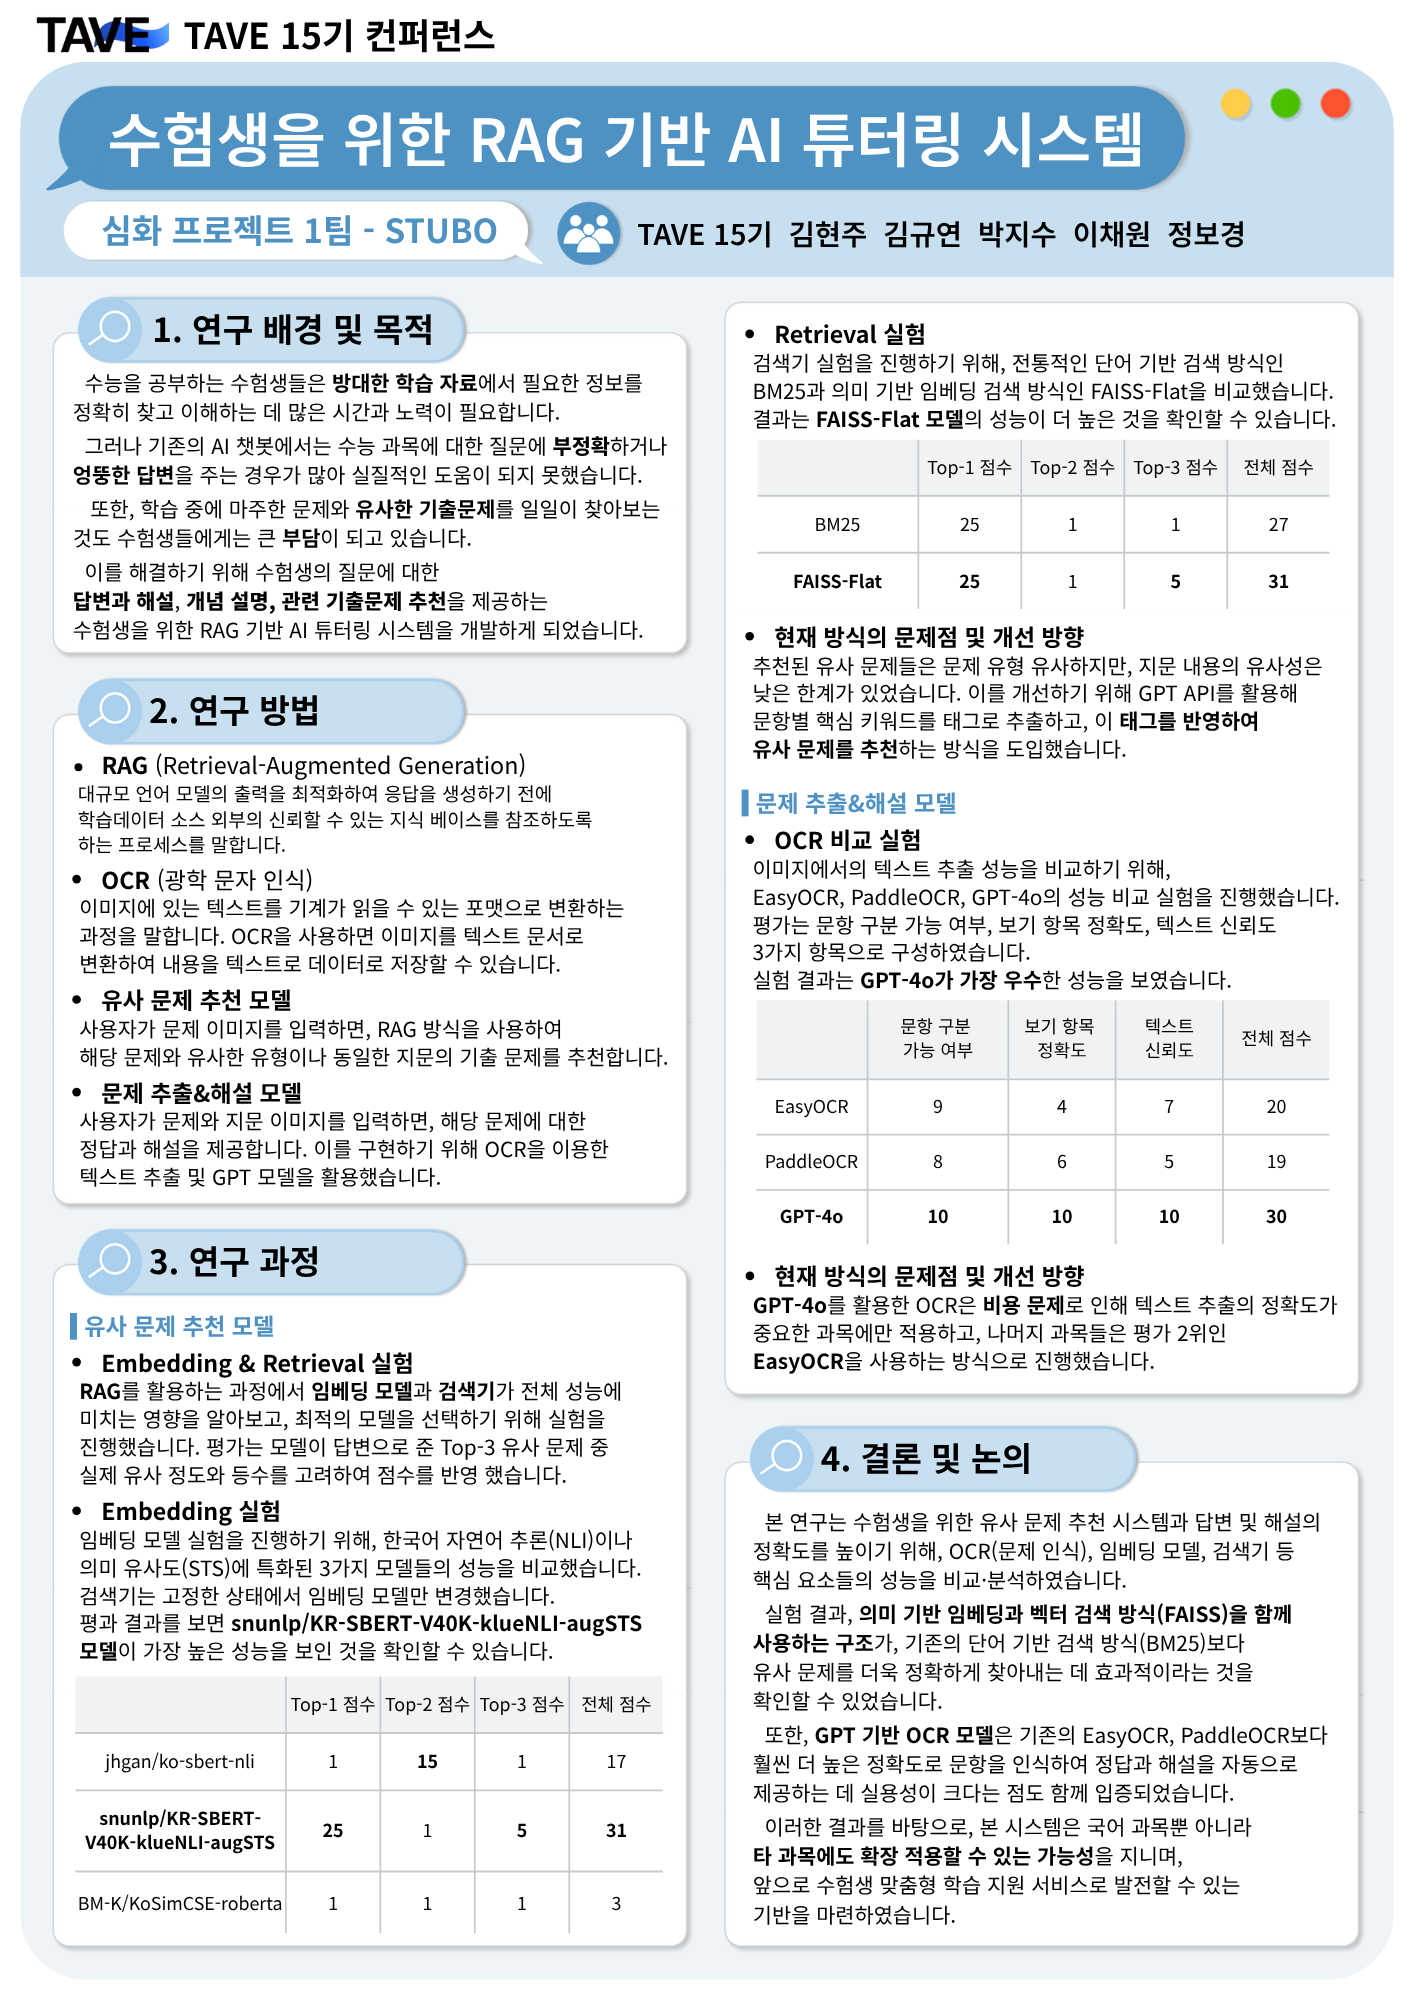 TAVE TAVE 15기 컨퍼런스
수험생을 위한 RAG 기반 AI 튜터링 시스템
심화 프로젝트 1팀 - STUBO
TAVE 15기 김현주 김규연 박지수 이채원 정보경
1. 연구 배경 및 목적
수능을 공부하는 수험생들은 방대한 학습 자료에서 필요한 정보를
정확히 찾고 이해하는 데 많은 시간과 노력이 필요합니다.
그러나 기존의 AI 챗봇에서는 수능 과목에 대한 질문에 부정확하거나
엉뚱한 답변을 주는 경우가 많아 실질적인 도움이 되지 못했습니다.
또한, 학습 중에 마주한 문제와 유사한 기출문제를 일일이 찾아보는
것도 수험생들에게는 큰 부담이 되고 있습니다.
이를 해결하기 위해 수험생의 질문에 대한
답변과 해설, 개념 설명, 관련 기출문제 추천을 제공하는
수험생을 위한 RAG 기반 AI 튜터링 시스템을 개발하게 되었습니다.
2. 연구 방법
• RAG (Retrieval-Augmented Generation)
대규모 언어 모델의 출력을 최적화하여 응답을 생성하기 전에
학습데이터 소스 외부의 신뢰할 수 있는 지식 베이스를 참조하도록
하는 프로세스를 말합니다.
• OCR (광학 문자 인식)
이미지에 있는 텍스트를 기계가 읽을 수 있는 포맷으로 변환하는
과정을 말합니다. OCR을 사용하면 이미지를 텍스트 문서로
변환하여 내용을 텍스트로 데이터로 저장할 수 있습니다.
• 유사 문제 추천 모델
사용자가 문제 이미지를 입력하면, RAG 방식을 사용하여
해당 문제와 유사한 유형이나 동일한 지문의 기출 문제를 추천합니다.
• 문제 추출&해설 모델
사용자가 문제와 지문 이미지를 입력하면, 해당 문제에 대한
정답과 해설을 제공합니다. 이를 구현하기 위해 OCR을 이용한
텍스트 추출 및 GPT 모델을 활용했습니다.
3. 연구 과정
유사 문제 추천 모델
• Embedding & Retrieval 실험
RAG를 활용하는 과정에서 임베딩 모델과 검색기가 전체 성능에
미치는 영향을 알아보고, 최적의 모델을 선택하기 위해 실험을
진행했습니다. 평가는 모델이 답변으로 준 Top-3 유사 문제 중
실제 유사 정도와 등수를 고려하여 점수를 반영 했습니다.
• Embedding 실험
임베딩 모델 실험을 진행하기 위해, 한국어 자연어 추론(NLI)이나
의미 유사도(STS)에 특화된 3가지 모델들의 성능을 비교했습니다.
검색기는 고정한 상태에서 임베딩 모델만 변경했습니다.
평과 결과를 보면 snunlp/KR-SBERT-V40K-klueNLI-augSTS
모델이 가장 높은 성능을 보인 것을 확인할 수 있습니다.
Top-1 점수 Top-2 점수 Top-3 점수 전체 점수
jhgan/ko-sbert-nli 1 15 1 17
snunlp/KR-SBERT-
V40K-klueNLI-augSTS 25 1 5 31
BM-K/KoSimCSE-roberta 1 1 1 3
• Retrieval 실험
검색기 실험을 진행하기 위해, 전통적인 단어 기반 검색 방식인
BM25과 의미 기반 임베딩 검색 방식인 FAISS-Flat을 비교했습니다.
결과는 FAISS-Flat 모델의 성능이 더 높은 것을 확인할 수 있습니다.
Top-1 점수 Top-2 점수 Top-3 점수 전체 점수
BM25 25 1 1 27
FAISS-Flat 25 1 5 31
• 현재 방식의 문제점 및 개선 방향
추천된 유사 문제들은 문제 유형 유사하지만, 지문 내용의 유사성은
낮은 한계가 있었습니다. 이를 개선하기 위해 GPT API를 활용해
문항별 핵심 키워드를 태그로 추출하고, 이 태그를 반영하여
유사 문제를 추천하는 방식을 도입했습니다.
문제 추출&해설 모델
• OCR 비교 실험
이미지에서의 텍스트 추출 성능을 비교하기 위해,
EasyOCR, PaddleOCR, GPT-4o의 성능 비교 실험을 진행했습니다.
평가는 문항 구분 가능 여부, 보기 항목 정확도, 텍스트 신뢰도
3가지 항목으로 구성하였습니다.
실험 결과는 GPT-4o가 가장 우수한 성능을 보였습니다.
문항 구분 보기 항목 텍스트 전체 점수
가능 여부 정확도 신뢰도
EasyOCR 9 4 7 20
PaddleOCR 8 6 5 19
GPT-4o 10 10 10 30
• 현재 방식의 문제점 및 개선 방향
GPT-4o를 활용한 OCR은 비용 문제로 인해 텍스트 추출의 정확도가
중요한 과목에만 적용하고, 나머지 과목들은 평가 2위인
EasyOCR을 사용하는 방식으로 진행했습니다.
4. 결론 및 논의
본 연구는 수험생을 위한 유사 문제 추천 시스템과 답변 및 해설의
정확도를 높이기 위해, OCR(문제 인식), 임베딩 모델, 검색기 등
핵심 요소들의 성능을 비교·분석하였습니다.
실험 결과, 의미 기반 임베딩과 벡터 검색 방식(FAISS)을 함께
사용하는 구조가, 기존의 단어 기반 검색 방식(BM25)보다
유사 문제를 더욱 정확하게 찾아내는 데 효과적이라는 것을
확인할 수 있었습니다.
또한, GPT 기반 OCR 모델은 기존의 EasyOCR, PaddleOCR보다
훨씬 더 높은 정확도로 문항을 인식하여 정답과 해설을 자동으로
제공하는 데 실용성이 크다는 점도 함께 입증되었습니다.
이러한 결과를 바탕으로, 본 시스템은 국어 과목뿐 아니라
타 과목에도 확장 적용할 수 있는 가능성을 지니며,
앞으로 수험생 맞춤형 학습 지원 서비스로 발전할 수 있는
기반을 마련하였습니다.